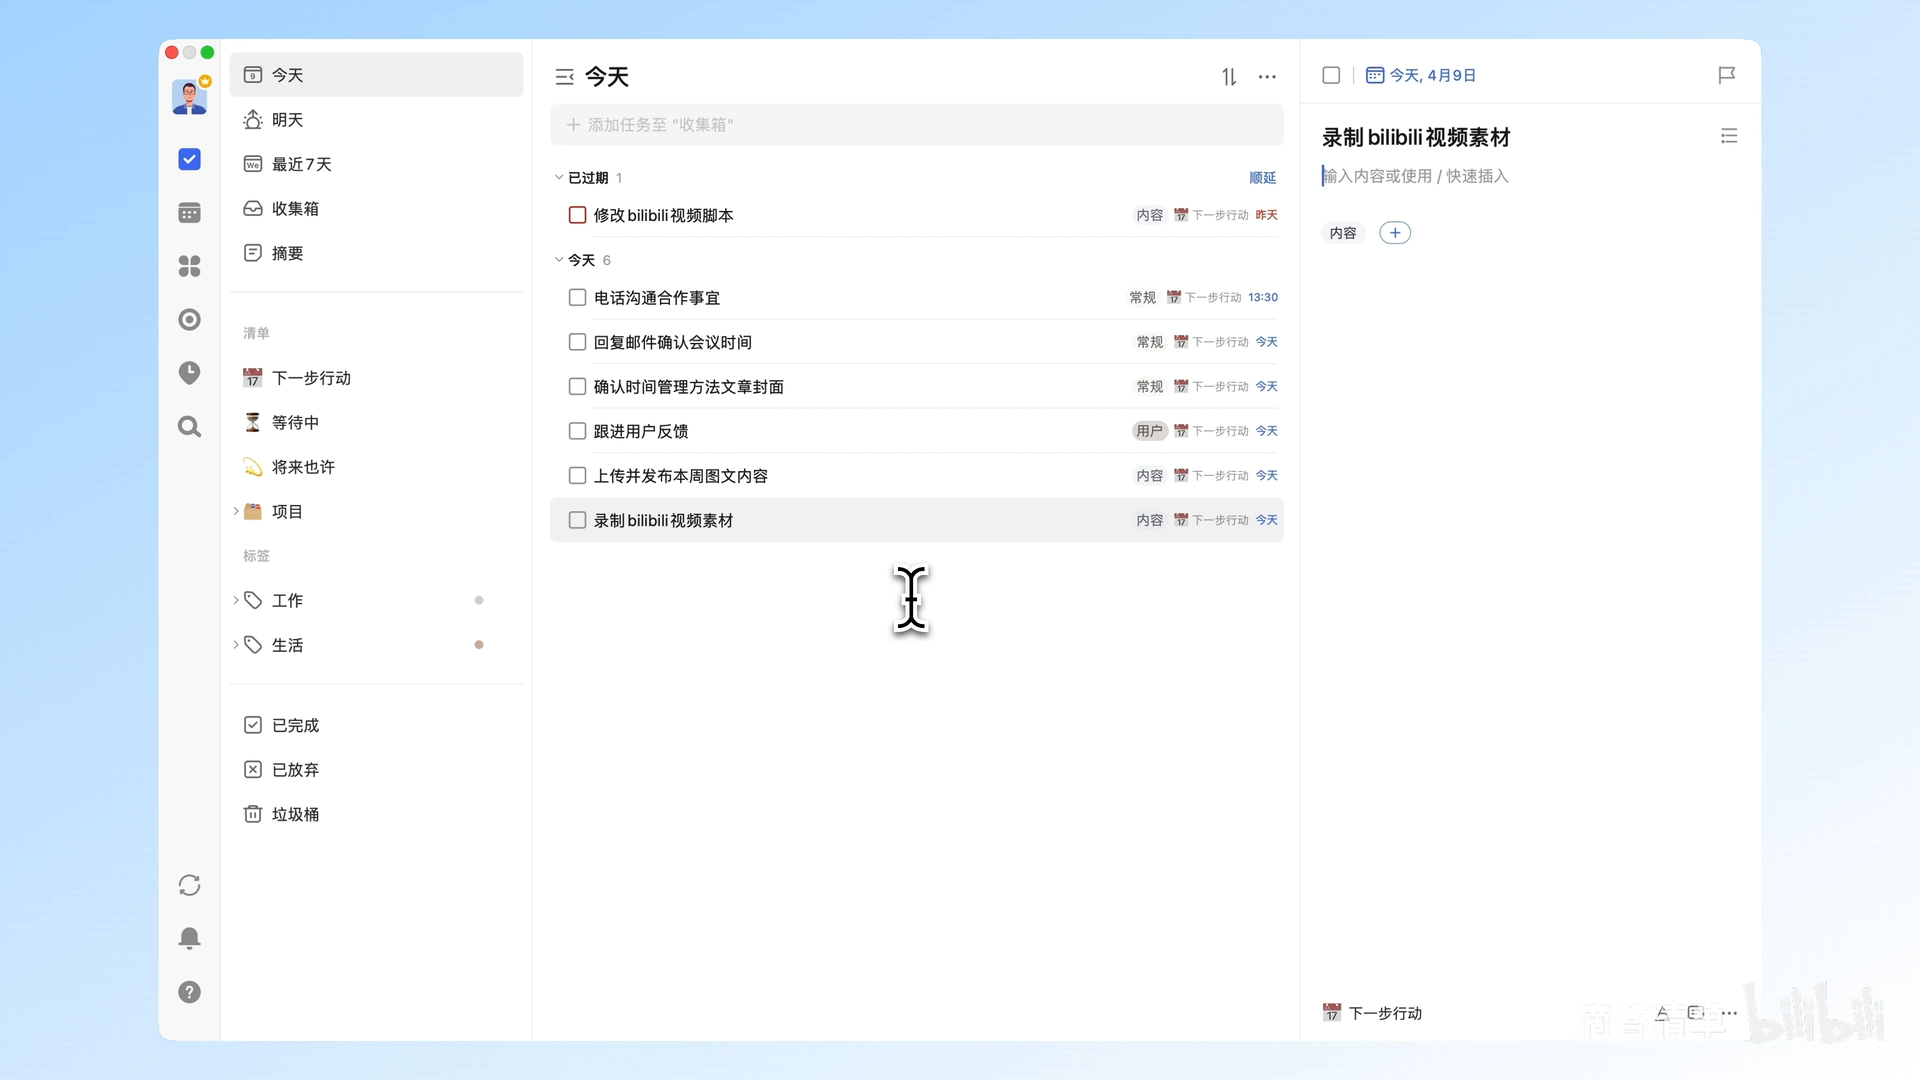 今天
明天
最近7天
收集箱
摘要
清单
下一步行动
等待中
将来也许
项目
标签
工作
生活
已完成
已放弃
垃圾桶
今天
添加任务至 "收集箱"
已过期 1 顺延
修改bilibili视频脚本 内容 下一步行动 昨天
今天 6
电话沟通合作事宜 常规 下一步行动 13:30
回复邮件确认会议时间 常规 下一步行动 今天
确认时间管理方法文章封面 常规 下一步行动 今天
跟进用户反馈 用户 下一步行动 今天
上传并发布本周图文内容 内容 下一步行动 今天
录制bilibili视频素材 内容 下一步行动 今天
今天, 4月9日
录制bilibili视频素材
输入内容或使用 / 快速插入
内容
下一步行动
滴答清单 bilibili